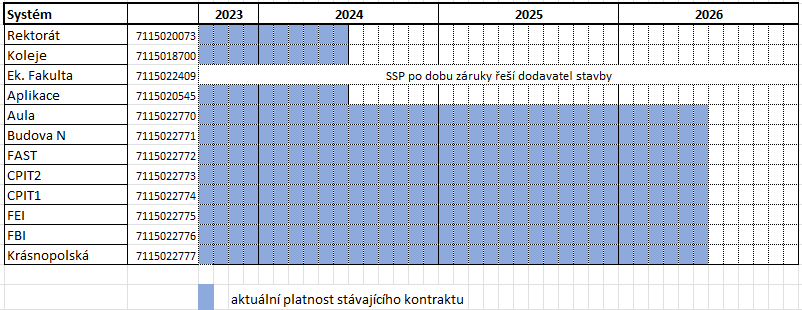 Systém 2023 2024 2025 2026
Rektorát 7115020073
Koleje 7115018700
Ek. Fakulta 7115022409 SSP po dobu záruky řeší dodavatel stavby
Aplikace 7115020545
Aula 7115022770
Budova N 7115022771
FAST 7115022772
CPIT2 7115022773
CPIT1 7115022774
FEI 7115022775
FBI 7115022776
Krásnopolská 7115022777
aktuální platnost stávajícího kontraktu